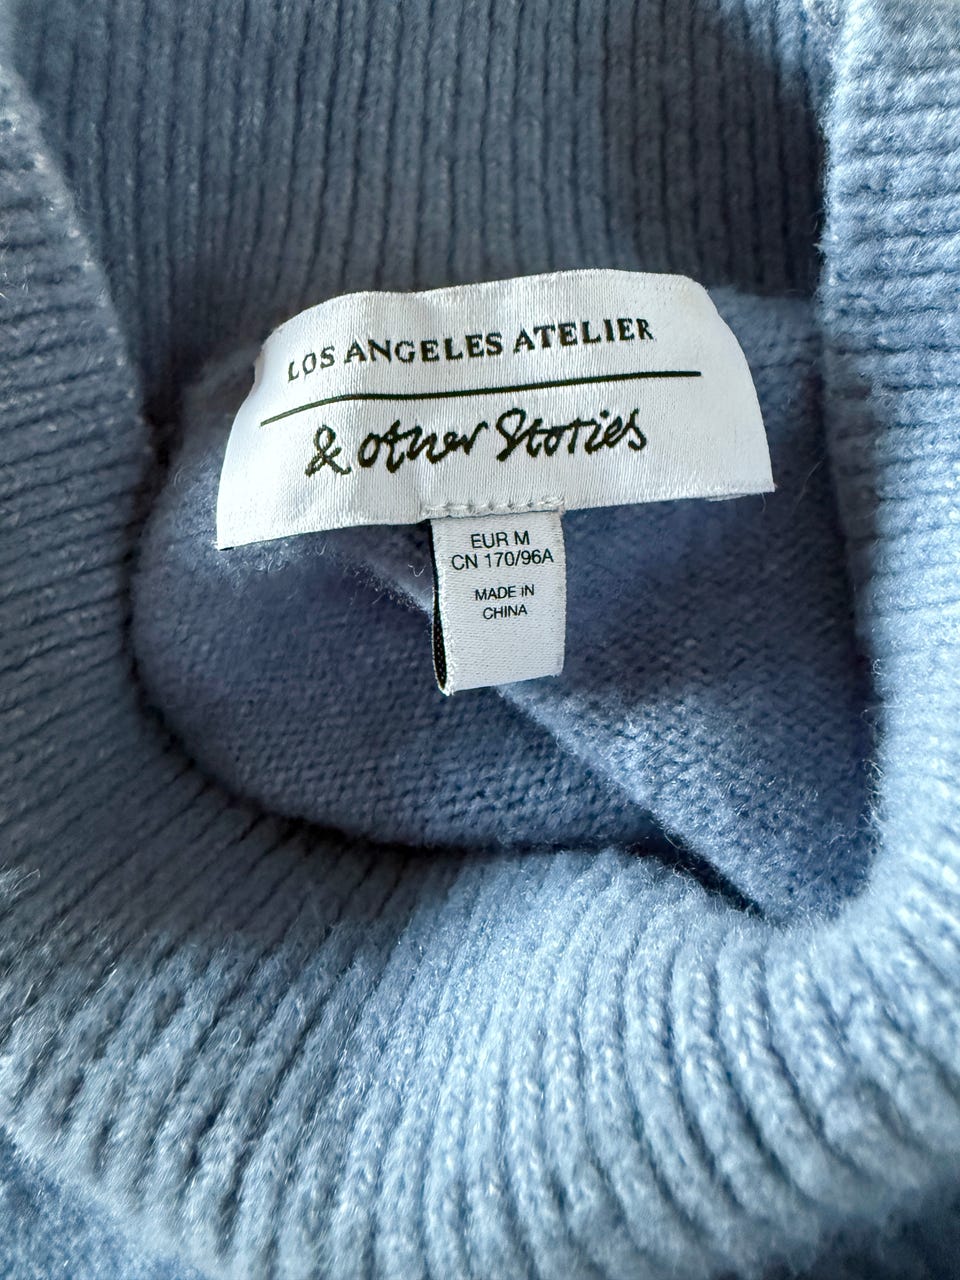 LOS ANGELES ATELIER
& other Stories
EUR M
CN 170/96A
MADE IN
CHINA